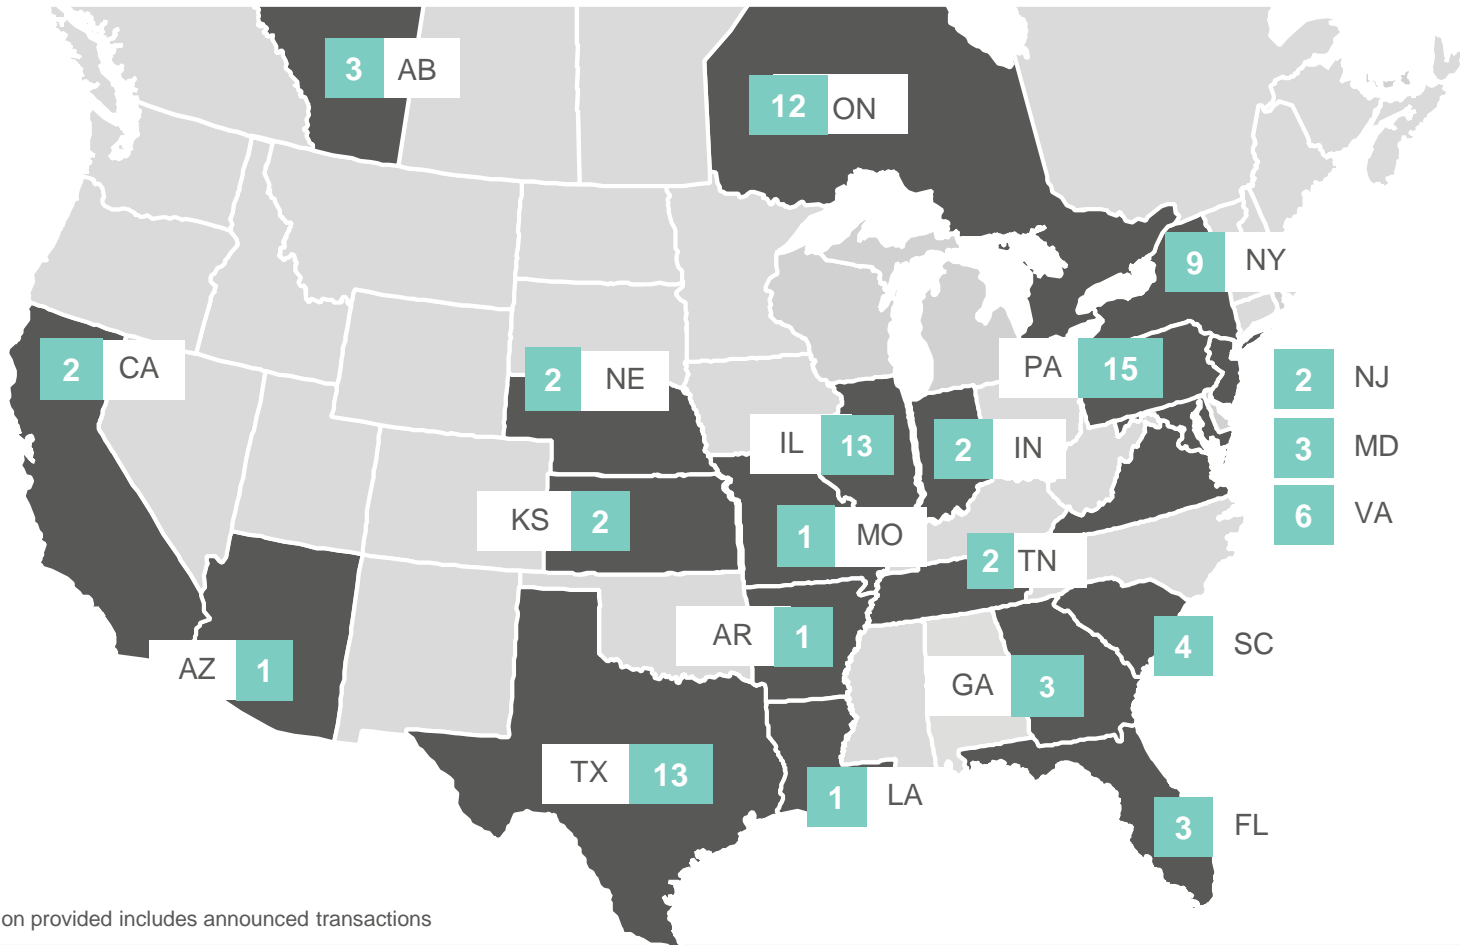 3 AB
12 ON
9 NY
2 CA
2 NE
PA 15
2 NJ
IL 13
2 IN
3 MD
KS 2
1 MO
6 VA
2 TN
AR 1
4 SC
AZ 1
GA 3
TX 13
1 LA
3 FL
on provided includes announced transactions